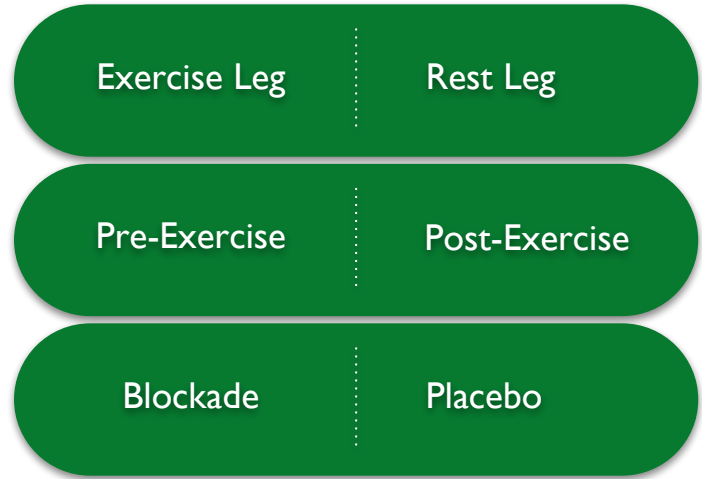 Exercise Leg Rest Leg
Pre-Exercise Post-Exercise
Blockade Placebo